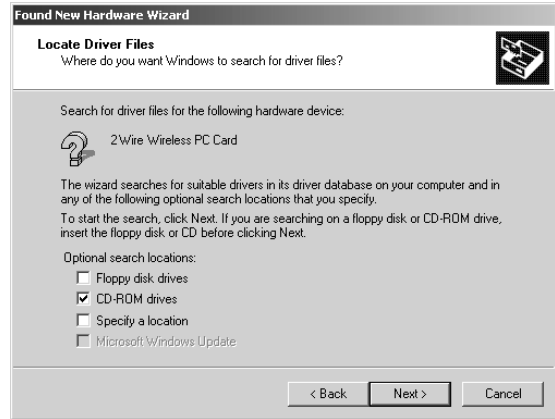 Found New Hardware Wizard
Locate Driver Files
Where do you want Windows to search for driver files?
Search for driver files for the following hardware device:
2Wire Wireless PC Card
The wizard searches for suitable drivers in its driver database on your computer and in
any of the following optional search locations that you specify.
To start the search, click Next. If you are searching on a floppy disk or CD-ROM drive,
insert the floppy disk or CD before clicking Next.
Optional search locations:
Floppy disk drives
CD-ROM drives
Specify a location
Microsoft Windows Update
< Back Next > Cancel